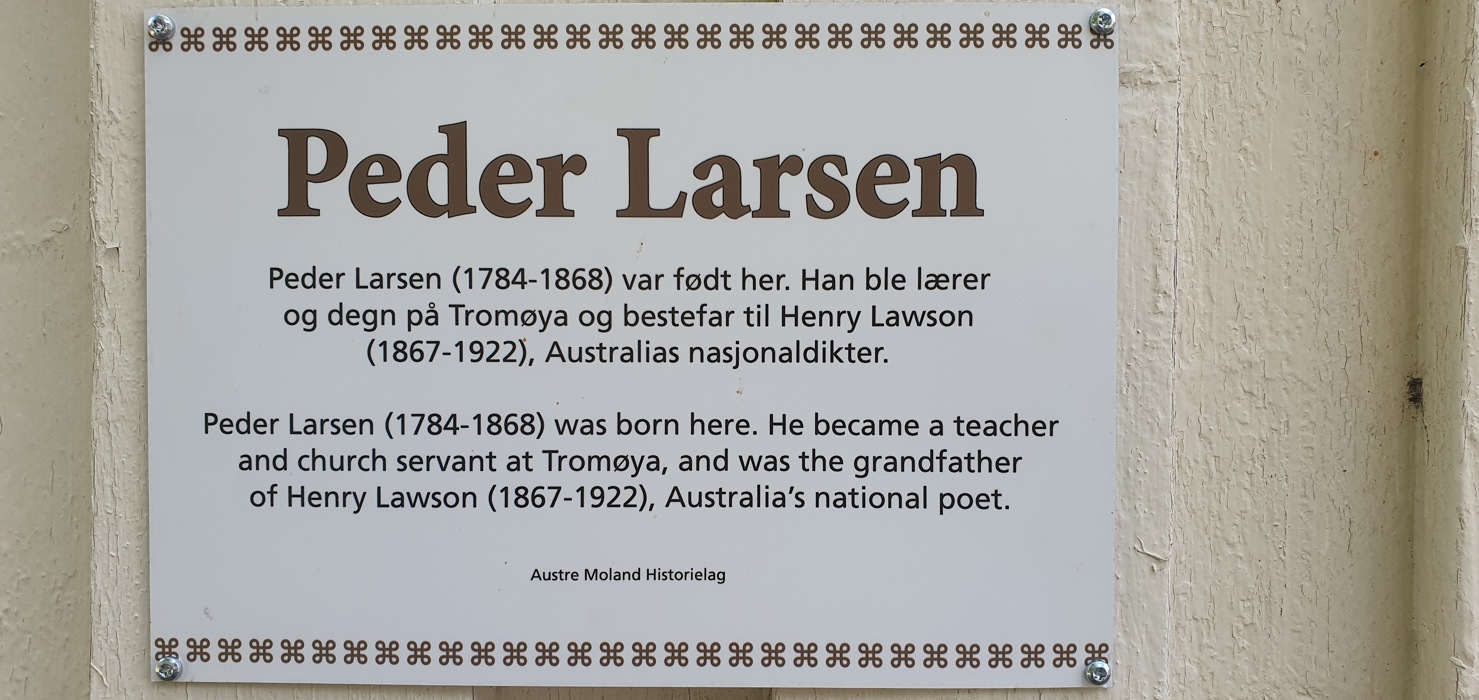 Peder Larsen
Peder Larsen (1784-1868) var født her. Han ble lærer
og degn på Tromøya og bestefar til Henry Lawson
(1867-1922), Australias nasjonaldikter.
Peder Larsen (1784-1868) was born here. He became a teacher
and church servant at Tromøya, and was the grandfather
of Henry Lawson (1867-1922), Australia’s national poet.
Austre Moland Historielag